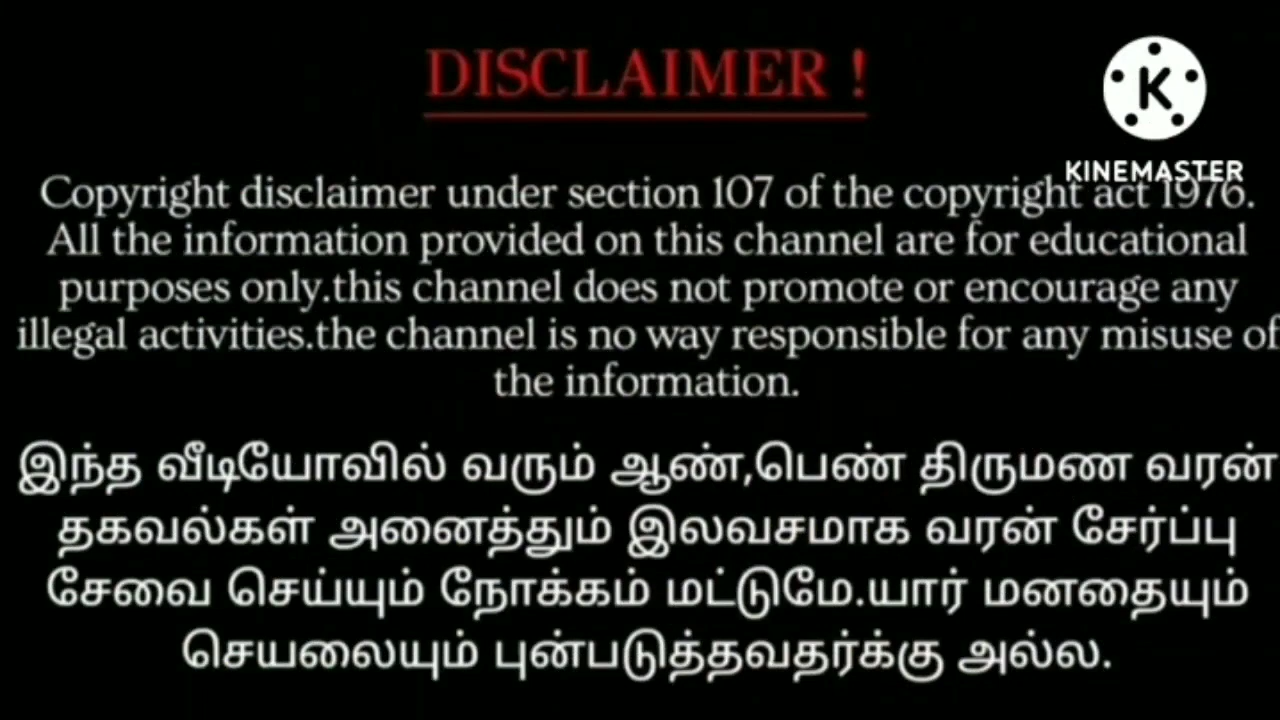 DISCLAIMER !
K
KINEMASTER
Copyright disclaimer under section 107 of the copyright act 1976.
All the information provided on this channel are for educational
purposes only.this channel does not promote or encourage any
illegal activities.the channel is no way responsible for any misuse of
the information.
இந்த வீடியோவில் வரும் ஆண்,பெண் திருமண வரன்
தகவல்கள் அனைத்தும் இலவசமாக வரன் சேர்ப்பு
சேவை செய்யும் நோக்கம் மட்டுமே.யார் மனதையும்
செயலையும் புன்படுத்தவதர்க்கு அல்ல.